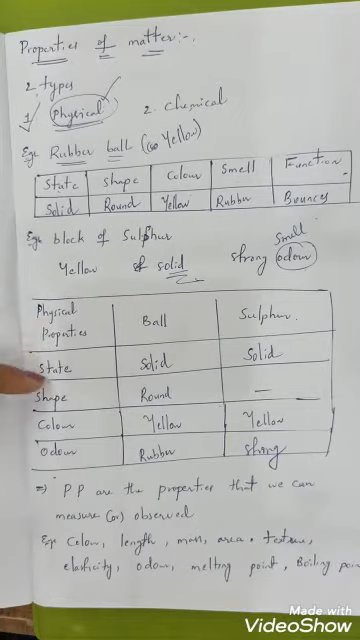 Properties of matter:-
2 types
1. Physical 2. chemical
Eg: Rubber ball (Yellow)
State Shape Colour Smell Function
Solid Round Yellow Rubber Bounces
Eg: block of Sulphur
Smell
Yellow solid strong odour
Physical Properties Ball Sulphur.
State Solid Solid
Shape Round —
Colour Yellow Yellow
Odour Rubber Strong
=> PP are the properties that we can
measure (or) observed
Eg: Colour, length, mass, area, texture,
elasticity, odour, melting point, Boiling poin
Made with
VideoShow